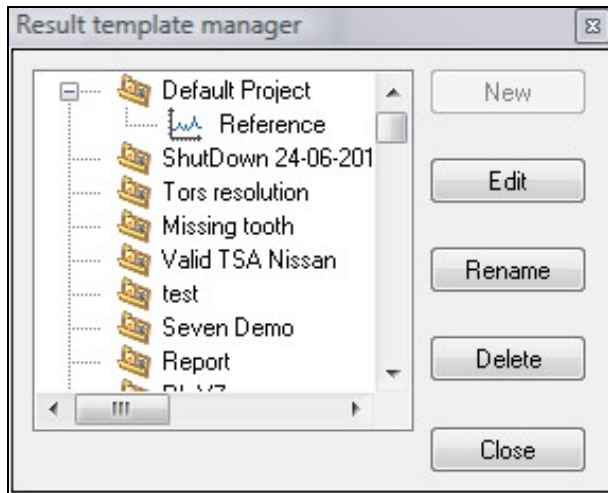 Result template manager
Default Project
Reference
ShutDown 24-06-201
Tors resolution
Missing tooth
Valid TSA Nissan
test
Seven Demo
Report
New
Edit
Rename
Delete
Close